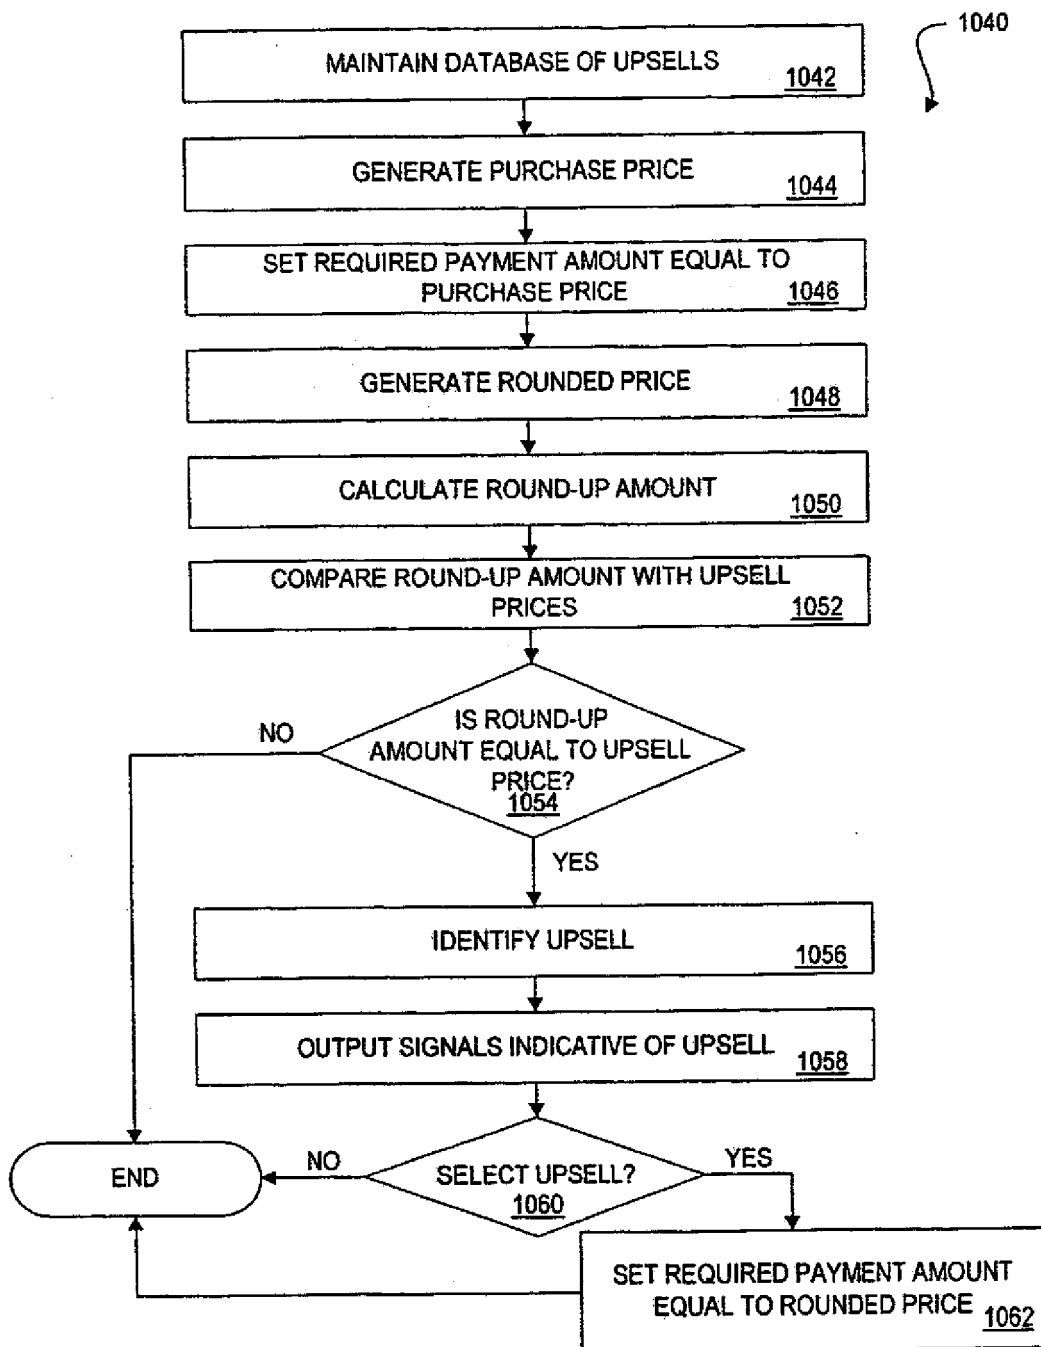 1040
MAINTAIN DATABASE OF UPSELLS
1042
GENERATE PURCHASE PRICE
1044
SET REQUIRED PAYMENT AMOUNT EQUAL TO
PURCHASE PRICE
1046
GENERATE ROUNDED PRICE
1048
CALCULATE ROUND-UP AMOUNT
1050
COMPARE ROUND-UP AMOUNT WITH UPSELL
PRICES
1052
IS ROUND-UP
AMOUNT EQUAL TO UPSELL
PRICE?
1054
NO
YES
IDENTIFY UPSELL
1056
OUTPUT SIGNALS INDICATIVE OF UPSELL
1058
END
NO
SELECT UPSELL?
1060
YES
SET REQUIRED PAYMENT AMOUNT
EQUAL TO ROUNDED PRICE
1062